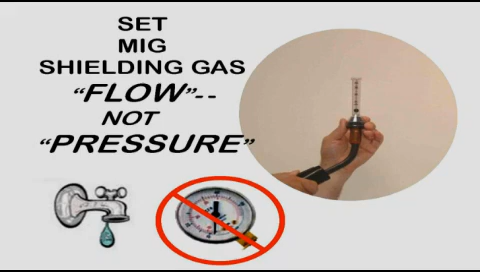 SET
MIG
SHIELDING GAS
“FLOW”--
NOT
“PRESSURE”